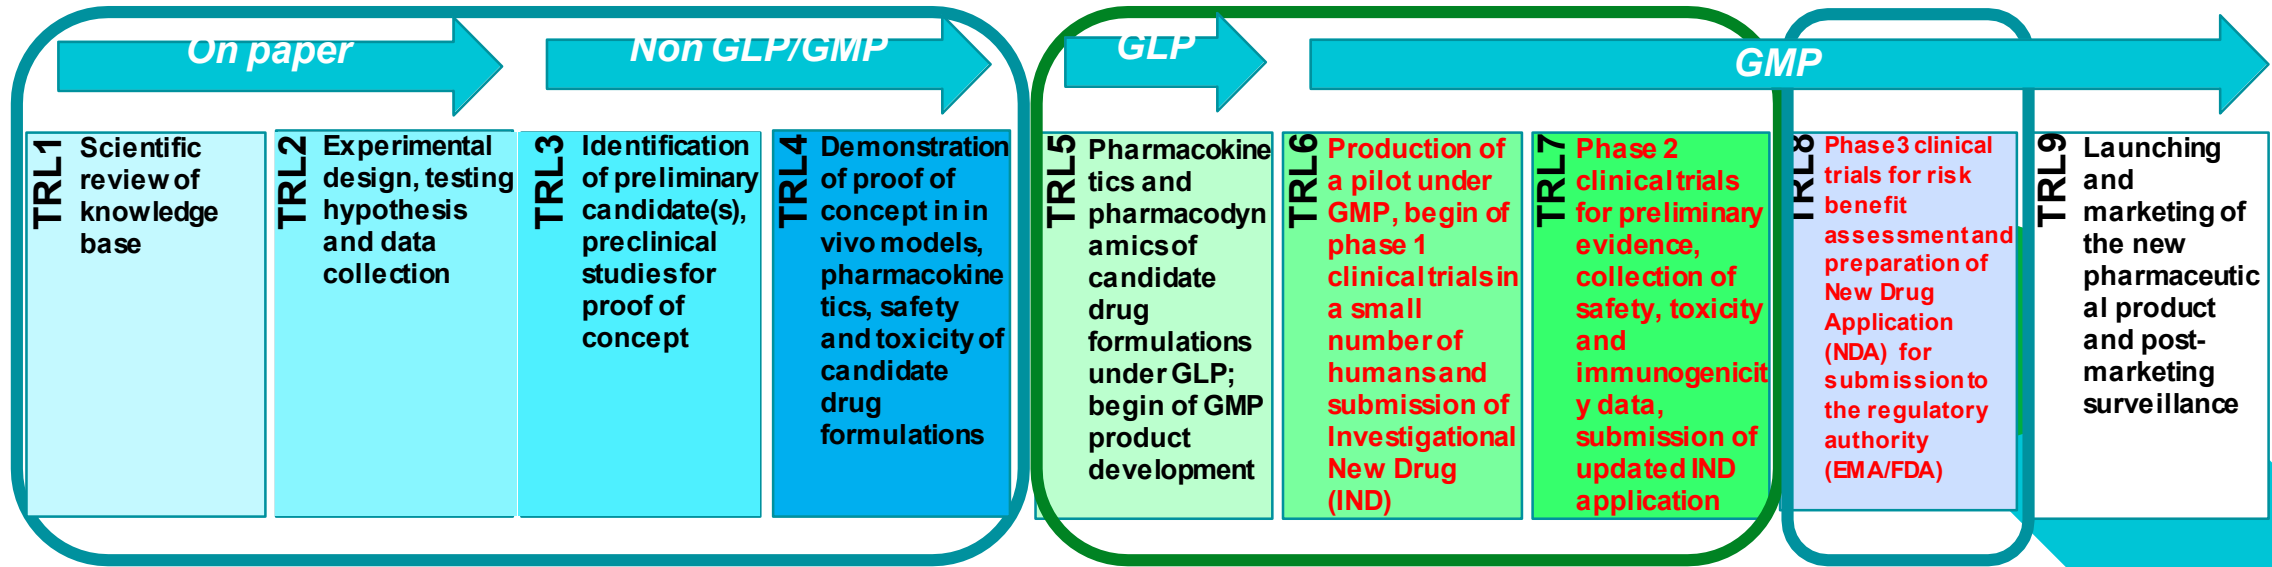 On paper
Non GLP/GMP
GLP
GMP
TRL1
Scientific
review of
knowledge
base
TRL2
Experimental
design, testing
hypothesis
and data
collection
TRL3
Identification
of preliminary
candidate(s),
preclinical
studies for
proof of
concept
TRL4
Demonstration
of proof of
concept in in
vivo models,
pharmacokine
tics, safety
and toxicity of
candidate
drug
formulations
TRL5
Pharmacokine
tics and
pharmacodyn
amics of
candidate
drug
formulations
under GLP;
begin of GMP
product
development
TRL6
Production of
a pilot under
GMP, begin of
phase 1
clinical trials in
a small
number of
humans and
submission of
Investigational
New Drug
(IND)
TRL7
Phase 2
clinical trials
for preliminary
evidence,
collection of
safety, toxicity
and
immunogenicit
y data,
submission of
updated IND
application
TRL8
Phase 3 clinical
trials for risk
benefit
assessment and
preparation of
New Drug
Application
(NDA) for
submission to
the regulatory
authority
(EMA/FDA)
TRL9
Launching
and
marketing of
the new
pharmaceutic
al product
and post-
marketing
surveillance